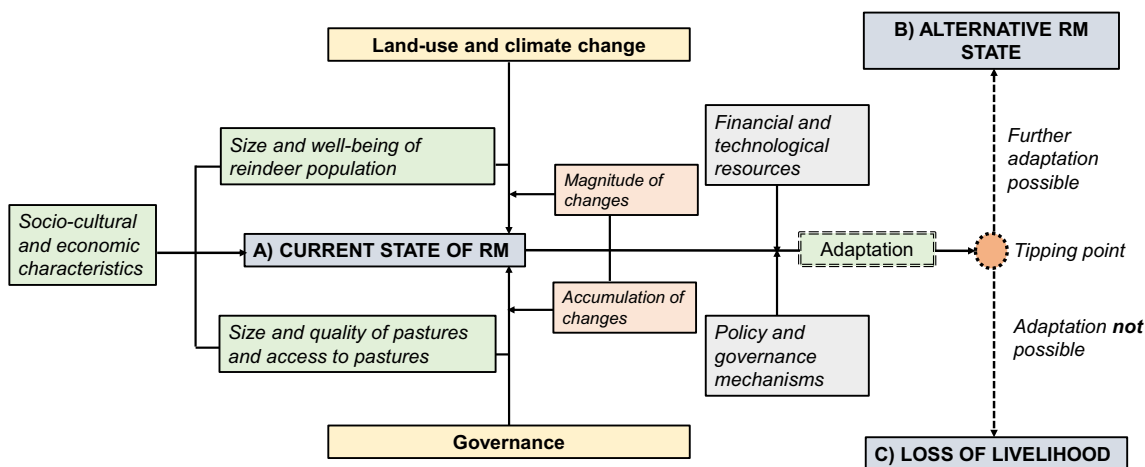 Land-use and climate change
B) ALTERNATIVE RM
STATE
Size and well-being of
reindeer population
Financial and
technological
resources
Further
adaptation
possible
Magnitude of
changes
Socio-cultural
and economic
characteristics
A) CURRENT STATE OF RM
Adaptation
Tipping point
Accumulation of
changes
Size and quality of pastures
and access to pastures
Policy and
governance
mechanisms
Adaptation not
possible
Governance
C) LOSS OF LIVELIHOOD